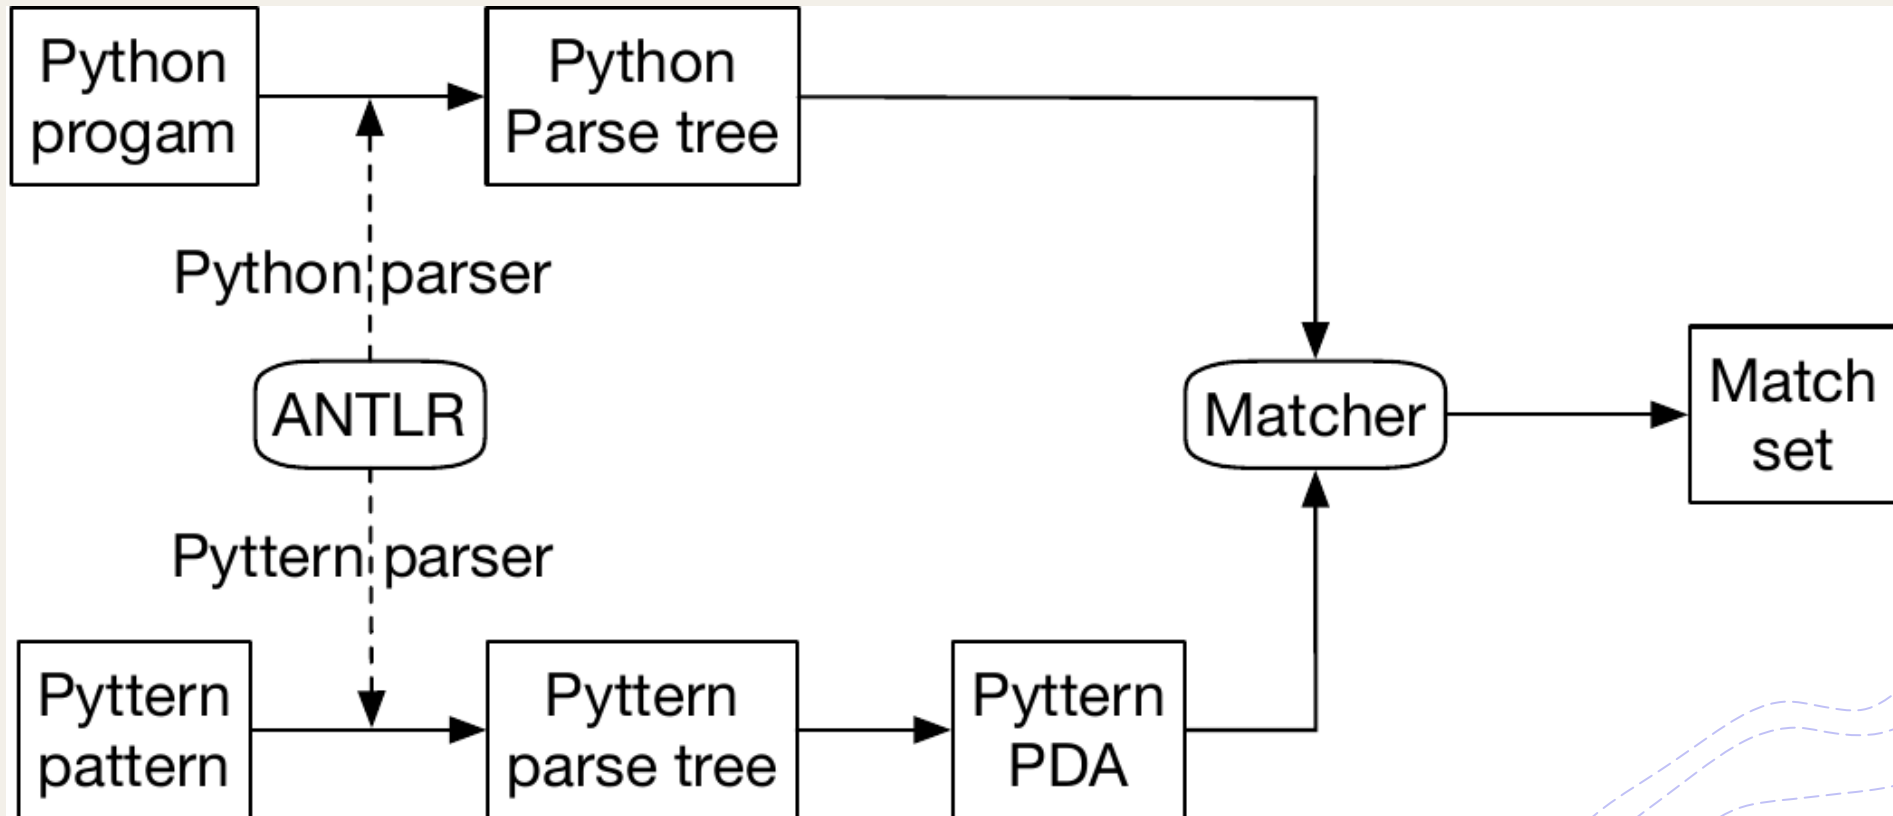 Python
progam
Python
Parse tree
Python parser
ANTLR
Matcher
Match
set
Pyttern parser
Pyttern
pattern
Pyttern
parse tree
Pyttern
PDA